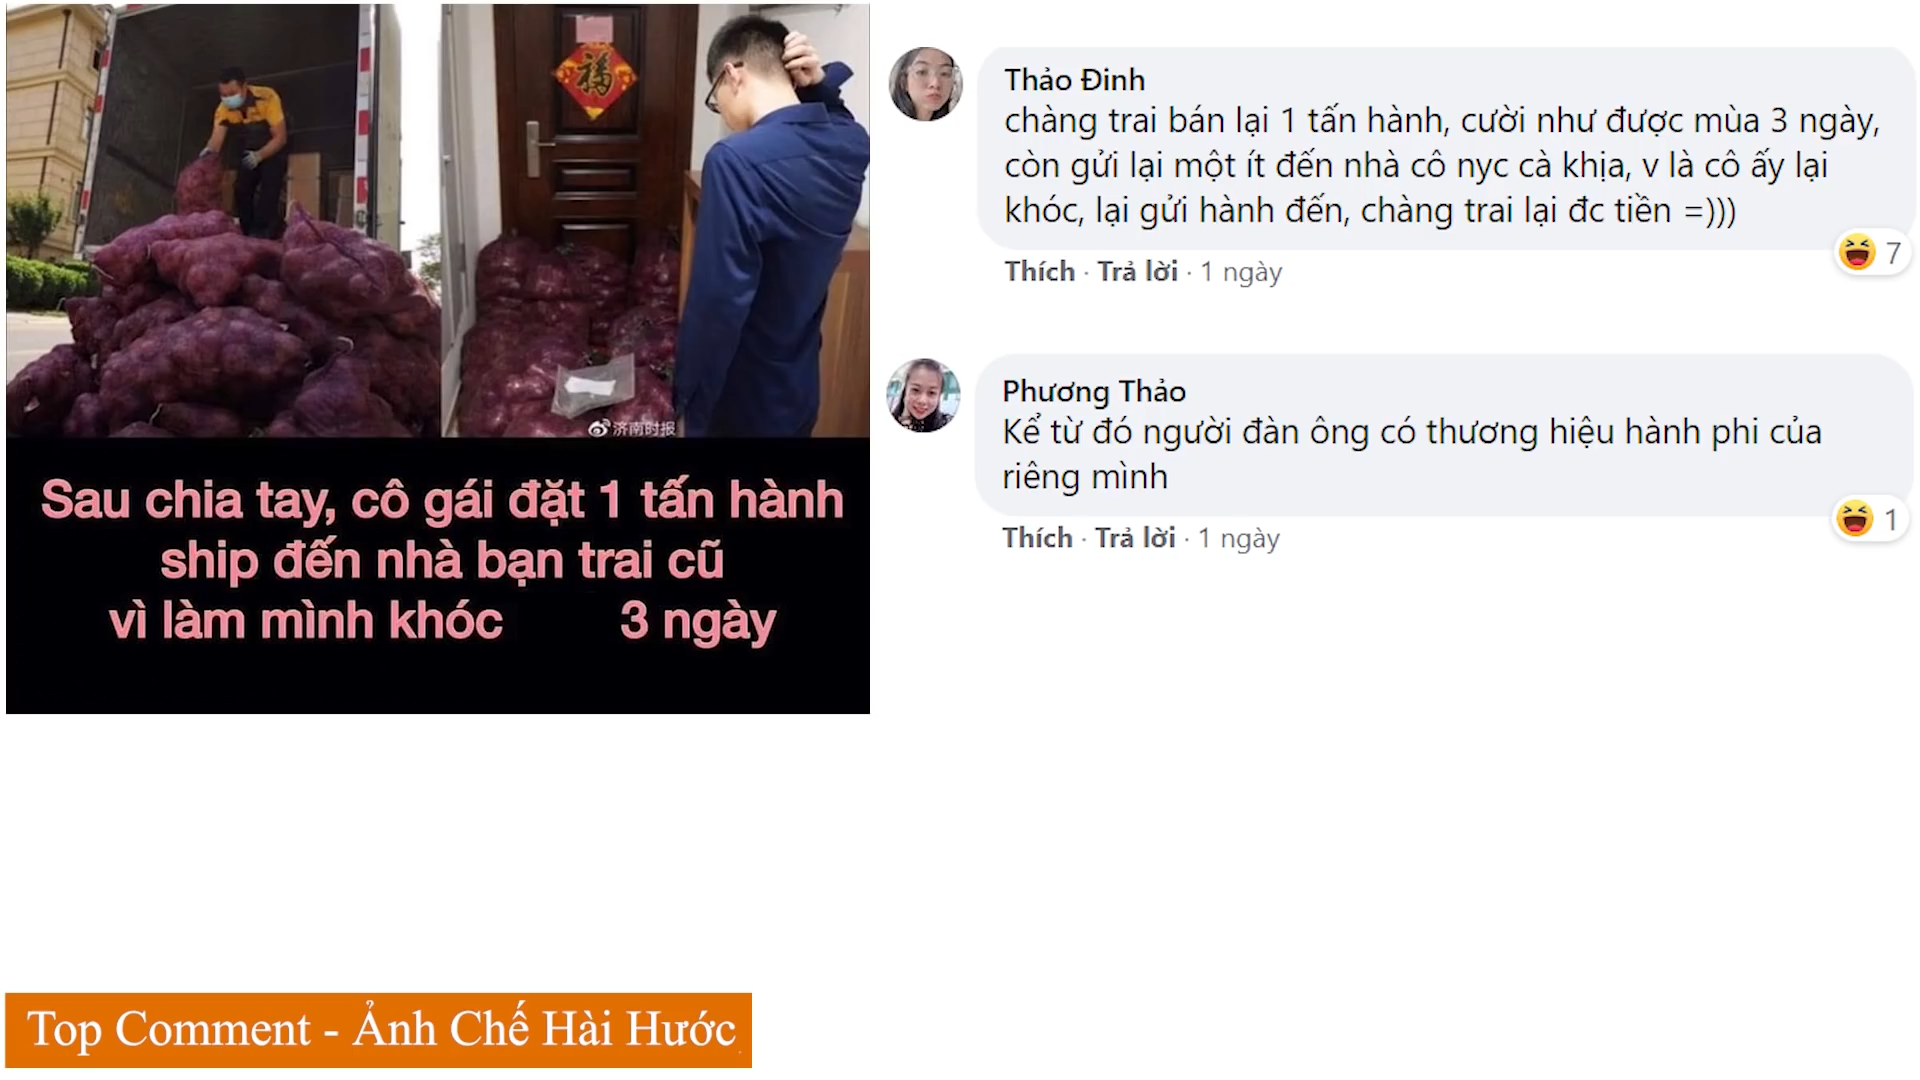 福
济南时报
Sau chia tay, cô gái đặt 1 tấn hành
ship đến nhà bạn trai cũ
vì làm mình khóc 3 ngày
Thảo Đinh
chàng trai bán lại 1 tấn hành, cười như được mùa 3 ngày,
còn gửi lại một ít đến nhà cô nyc cà khịa, v là cô ấy lại
khóc, lại gửi hành đến, chàng trai lại đc tiền =)))
7
Thích · Trả lời · 1 ngày
Phương Thảo
Kể từ đó người đàn ông có thương hiệu hành phi của
riêng mình
1
Thích · Trả lời · 1 ngày
Top Comment - Ảnh Chế Hài Hước